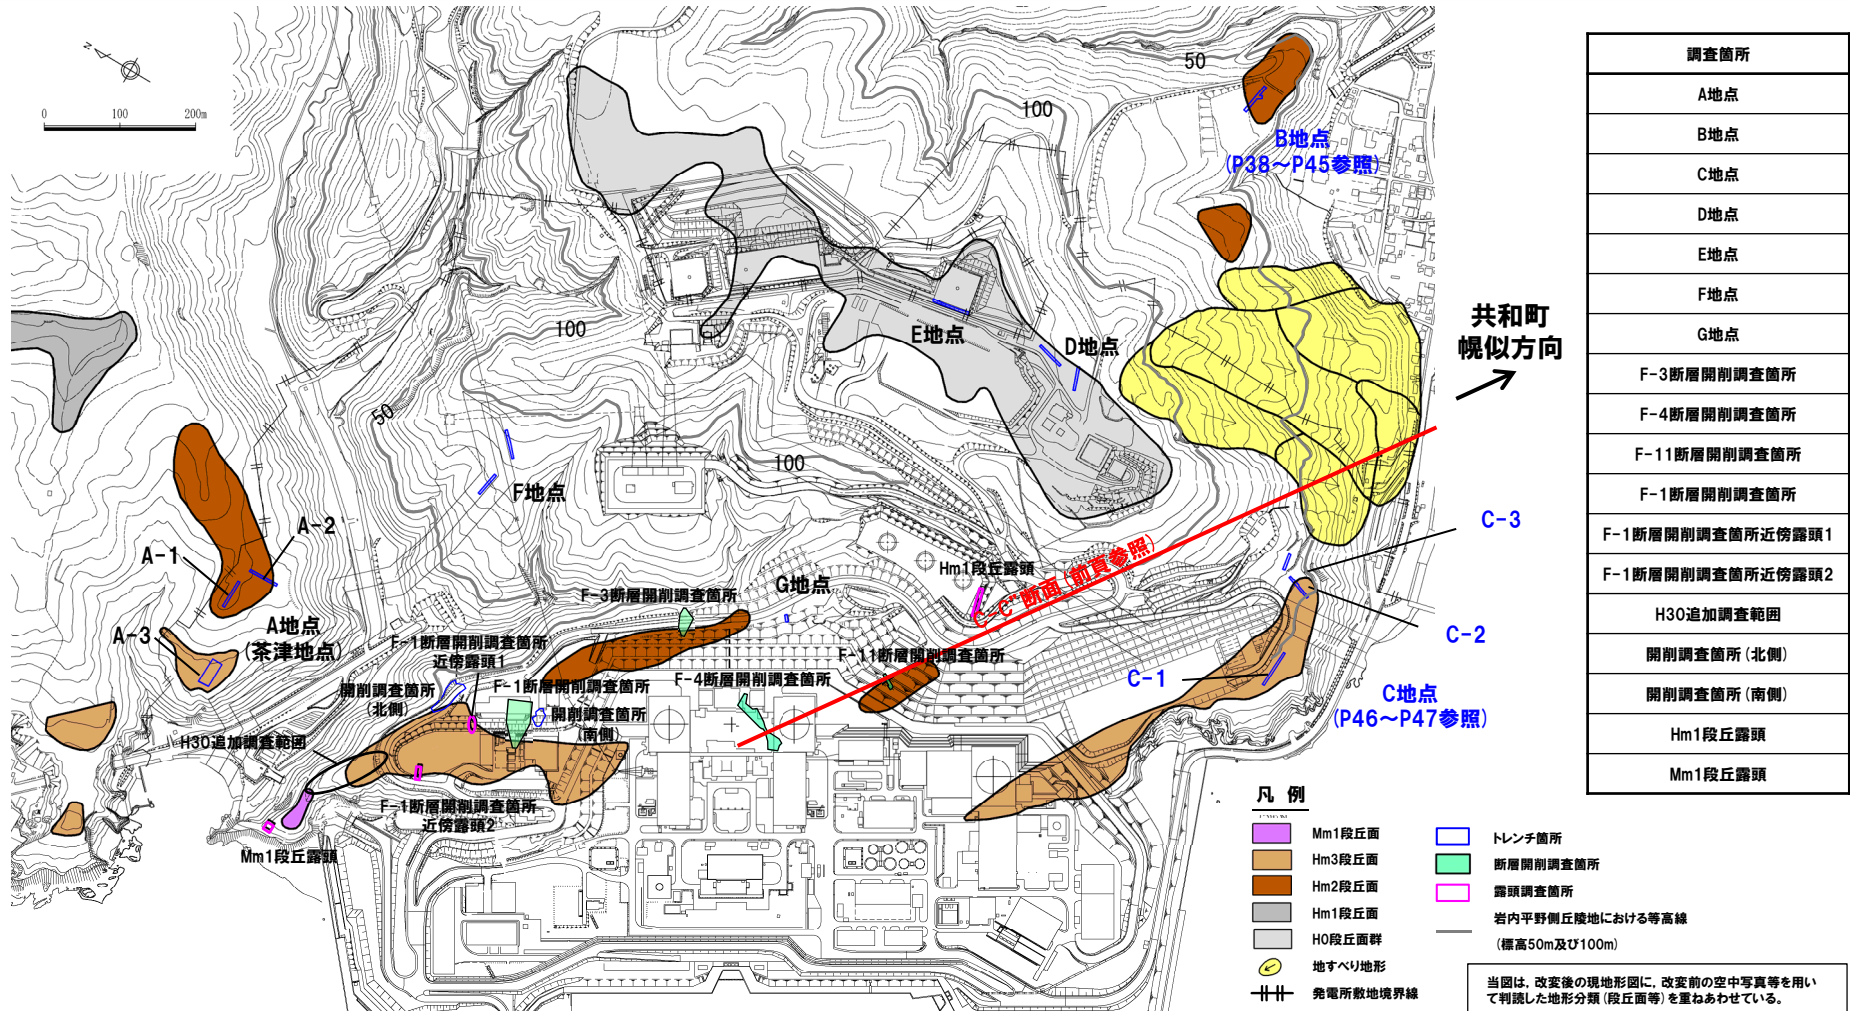 N
0 100 200m
50
100
B地点
(P38～P45参照)
100
E地点
D地点
共和町
幌似方向
50
100
F地点
A-1
A-2
A-3
A地点
(茶津地点)
C-3
C-2
C-1
C地点
(P46～P47参照)
Hm1段丘露頭
C-C"断面(前頁参照)
G地点
F-3断層開削調査箇所
F-1断層開削調査箇所
近傍露頭1
F-11断層開削調査箇所
F-4断層開削調査箇所
開削調査箇所
(北側)
F-1断層開削調査箇所
開削調査箇所
(南側)
H30追加調査範囲
F-1断層開削調査箇所
近傍露頭2
Mm1段丘露頭
調査箇所
A地点
B地点
C地点
D地点
E地点
F地点
G地点
F-3断層開削調査箇所
F-4断層開削調査箇所
F-11断層開削調査箇所
F-1断層開削調査箇所
F-1断層開削調査箇所近傍露頭1
F-1断層開削調査箇所近傍露頭2
H30追加調査範囲
開削調査箇所(北側)
開削調査箇所(南側)
Hm1段丘露頭
Mm1段丘露頭
凡 例
Mm1段丘面
Hm3段丘面
Hm2段丘面
Hm1段丘面
H0段丘面群
地すべり地形
発電所敷地境界線
トレンチ箇所
断層開削調査箇所
露頭調査箇所
岩内平野側丘陵地における等高線
(標高50m及び100m)
当図は，改変後の現地形図に，改変前の空中写真等を用い
て判読した地形分類(段丘面等)を重ねあわせている。